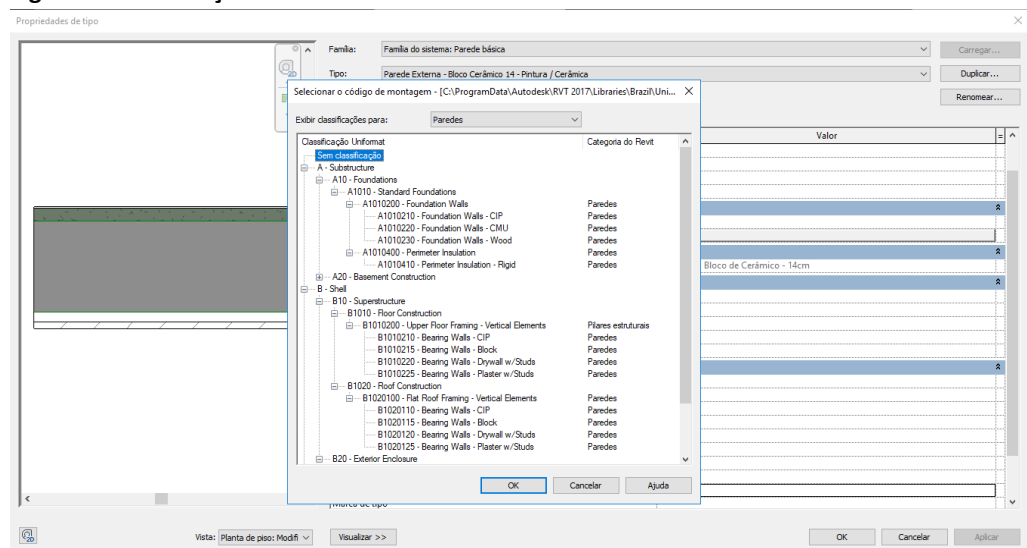 Propriedades de tipo
Família: Família do sistema: Parede básica Carregar...
Tipo: Parede Externa - Bloco Cerâmico 14 - Pintura / Cerâmica Duplicar...
Renomear...
2D
Selecionar o código de montagem - [C:\ProgramData\Autodesk\RVT 2017\Libraries\Brazil\Uni...
Exibir classificações para: Paredes
Valor =
Classificação Uniformat Categoria do Revit
Sem classificação
A - Substructure
A10 - Foundations
A1010 - Standard Foundations
A1010200 - Foundation Walls Paredes
A1010210 - Foundation Walls - CIP Paredes
A1010220 - Foundation Walls - CMU Paredes
A1010230 - Foundation Walls - Wood Paredes
A1010400 - Perimeter Insulation Paredes
A1010410 - Perimeter Insulation - Rigid Paredes
Bloco de Cerâmico - 14cm
A20 - Basement Construction
B - Shell
B10 - Superstructure
B1010 - Floor Construction
B1010200 - Upper Floor Framing - Vertical Elements Pilares estruturais
B1010210 - Bearing Walls - CIP Paredes
B1010215 - Bearing Walls - Block Paredes
B1010220 - Bearing Walls - Drywall w/Studs Paredes
B1010225 - Bearing Walls - Plaster w/Studs Paredes
B1020 - Roof Construction
B1020100 - Flat Roof Framing - Vertical Elements Paredes
B1020110 - Bearing Walls - CIP Paredes
B1020115 - Bearing Walls - Block Paredes
B1020120 - Bearing Walls - Drywall w/Studs Paredes
B1020125 - Bearing Walls - Plaster w/Studs Paredes
B20 - Exterior Enclosure
OK Cancelar Ajuda
Marca de tipo
2D
Vista: Planta de piso: Modifi Visualizar >> OK Cancelar Aplicar